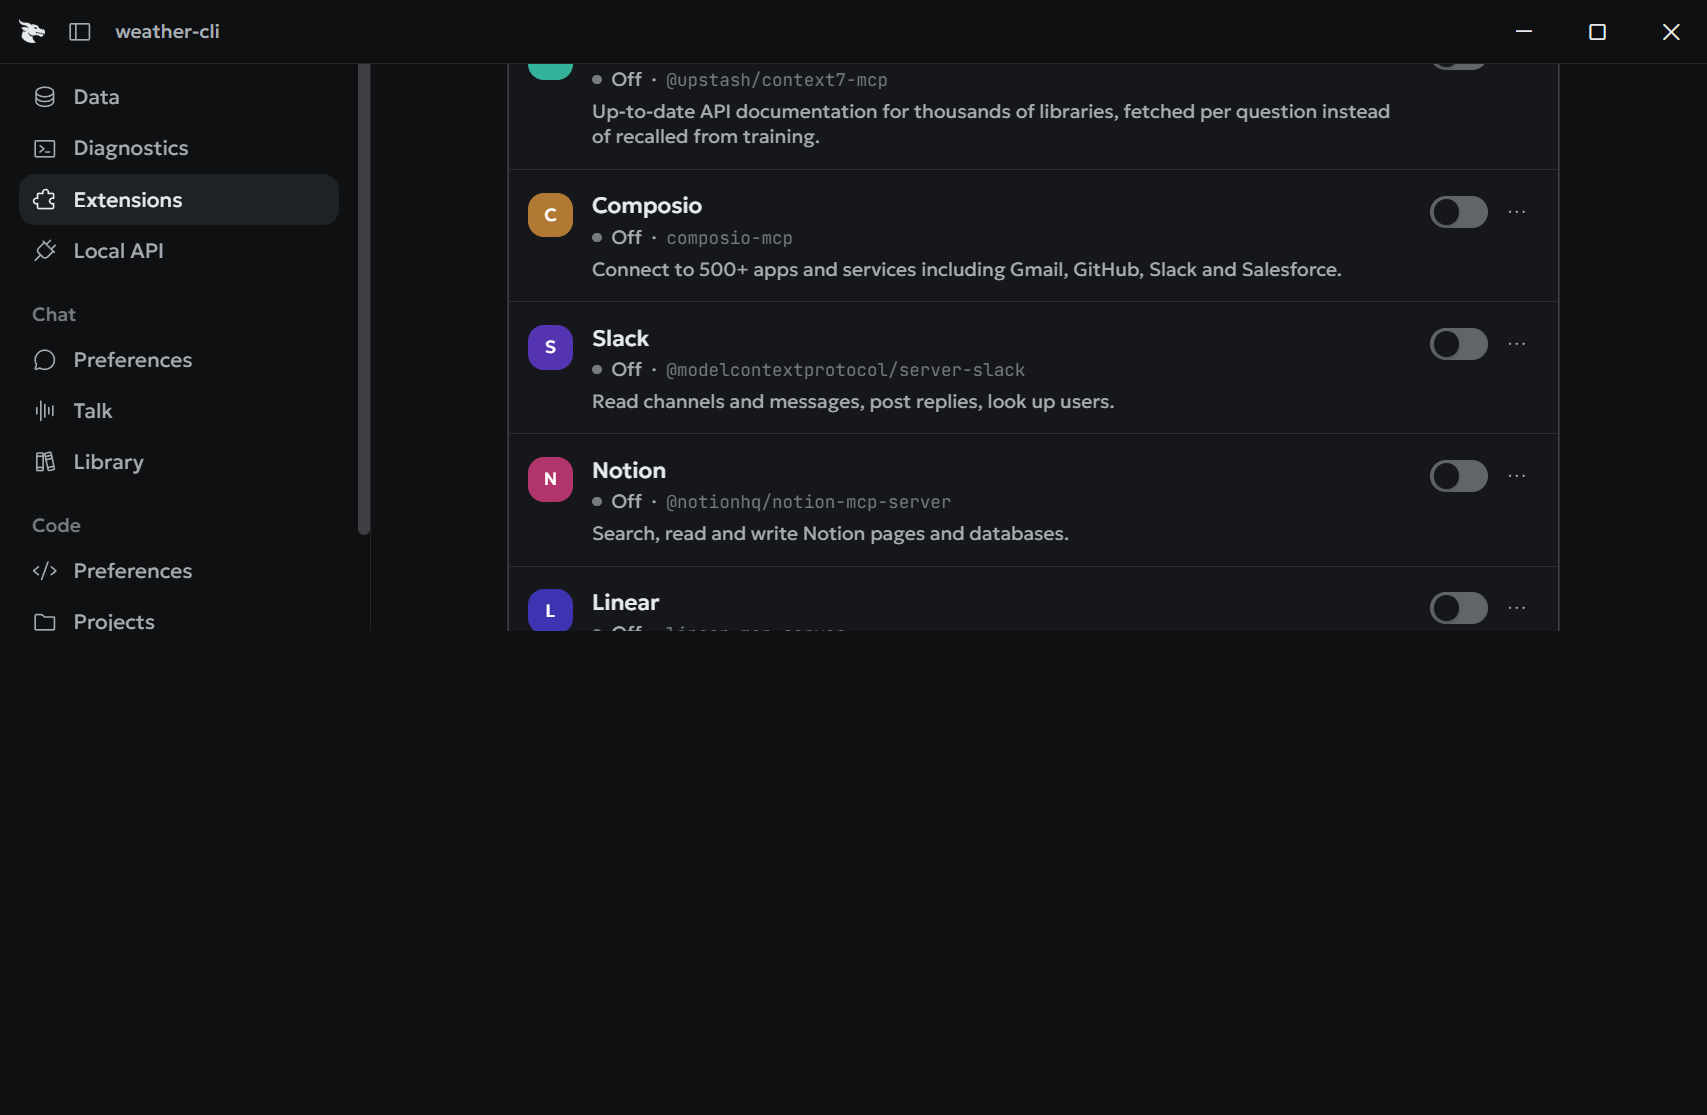 weather-cli
Data
Diagnostics
Extensions
Local API
Chat
Preferences
Talk
Library
Code
Preferences
Projects
Off · @upstash/context7-mcp
Up-to-date API documentation for thousands of libraries, fetched per question instead
of recalled from training.
C
Composio
Off · composio-mcp
Connect to 500+ apps and services including Gmail, GitHub, Slack and Salesforce.
S
Slack
Off · @modelcontextprotocol/server-slack
Read channels and messages, post replies, look up users.
N
Notion
Off · @notionhq/notion-mcp-server
Search, read and write Notion pages and databases.
L
Linear